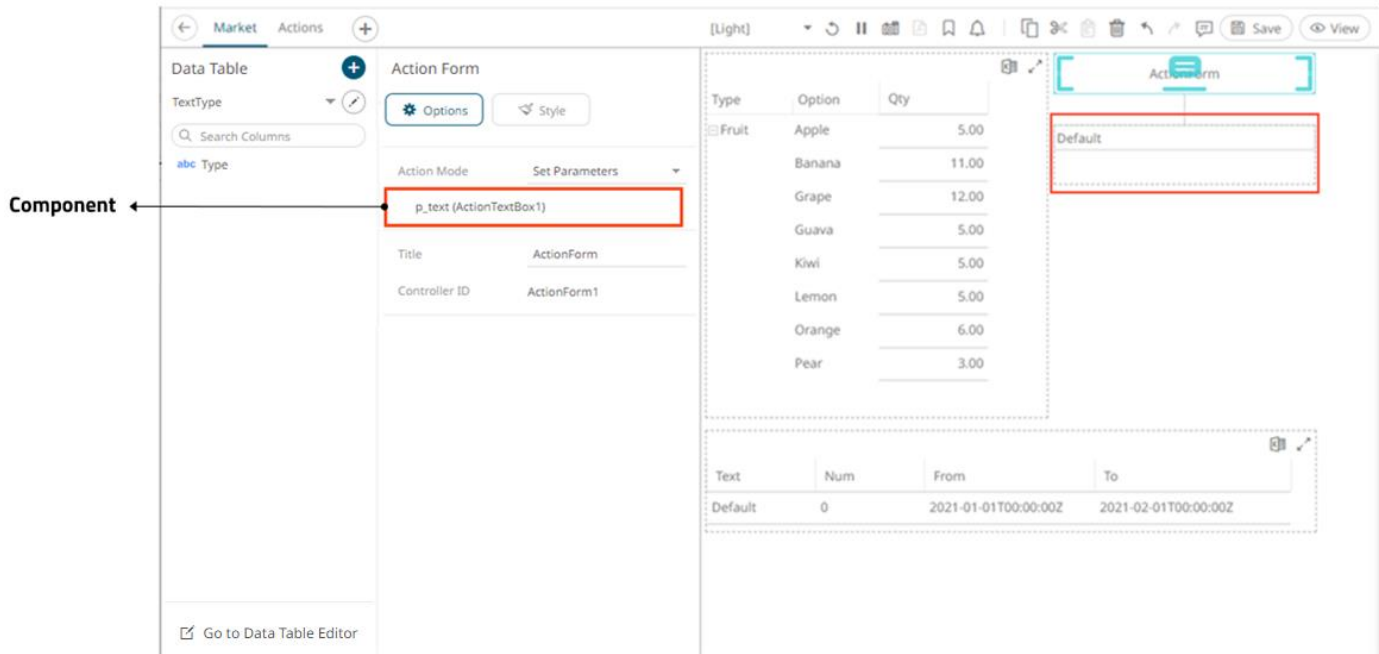 Market Actions
[Light]
Save
View
Data Table
TextType
Search Columns
abc Type
Component
Go to Data Table Editor
Action Form
Options Style
Action Mode Set Parameters
p_text (ActionTextBox1)
Title ActionForm
Controller ID ActionForm1
Type Option Qty
Fruit Apple 5.00
Banana 11.00
Grape 12.00
Guava 5.00
Kiwi 5.00
Lemon 5.00
Orange 6.00
Pear 3.00
ActionForm
Default
Text Num From To
Default 0 2021-01-01T00:00:00Z 2021-02-01T00:00:00Z